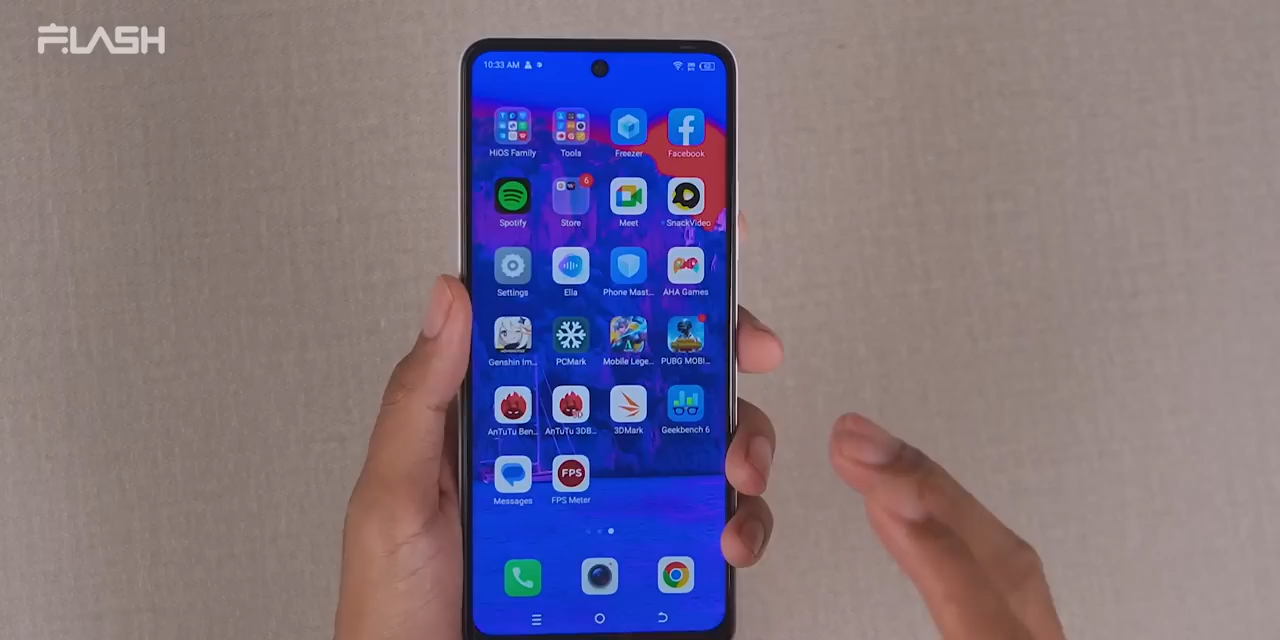 F.LASH
10:33 AM
HiOS Family Tools Freezer Facebook
6
Spotify Store Meet SnackVideo
Settings Ella Phone Mast... AHA Games
Genshin Im... PCMark Mobile Lege... PUBG MOBI...
AnTuTu Ben... AnTuTu 3DB... 3DMark Geekbench 6
FPS
Messages FPS Meter